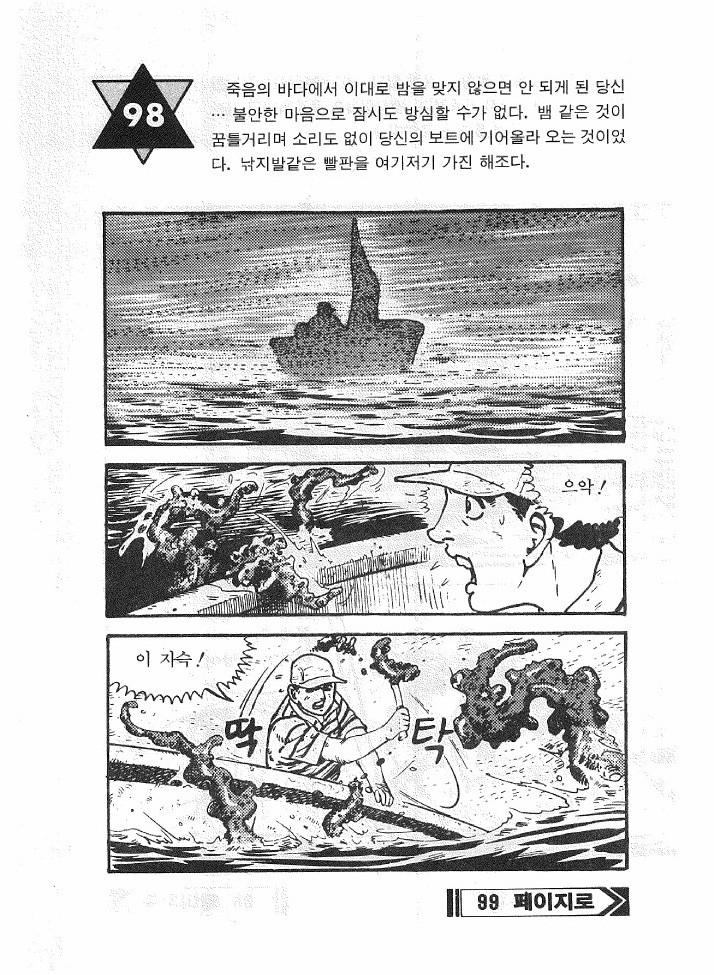 98
죽음의 바다에서 이대로 밤을 맞지 않으면 안 되게 된 당신
… 불안한 마음으로 잠시도 방심할 수가 없다. 뱀 같은 것이
꿈틀거리며 소리도 없이 당신의 보트에 기어올라 오는 것이었
다. 낚지발같은 빨판을 여기저기 가진 해조다.
으악!
이 자슥!
딱
탁
99 페이지로